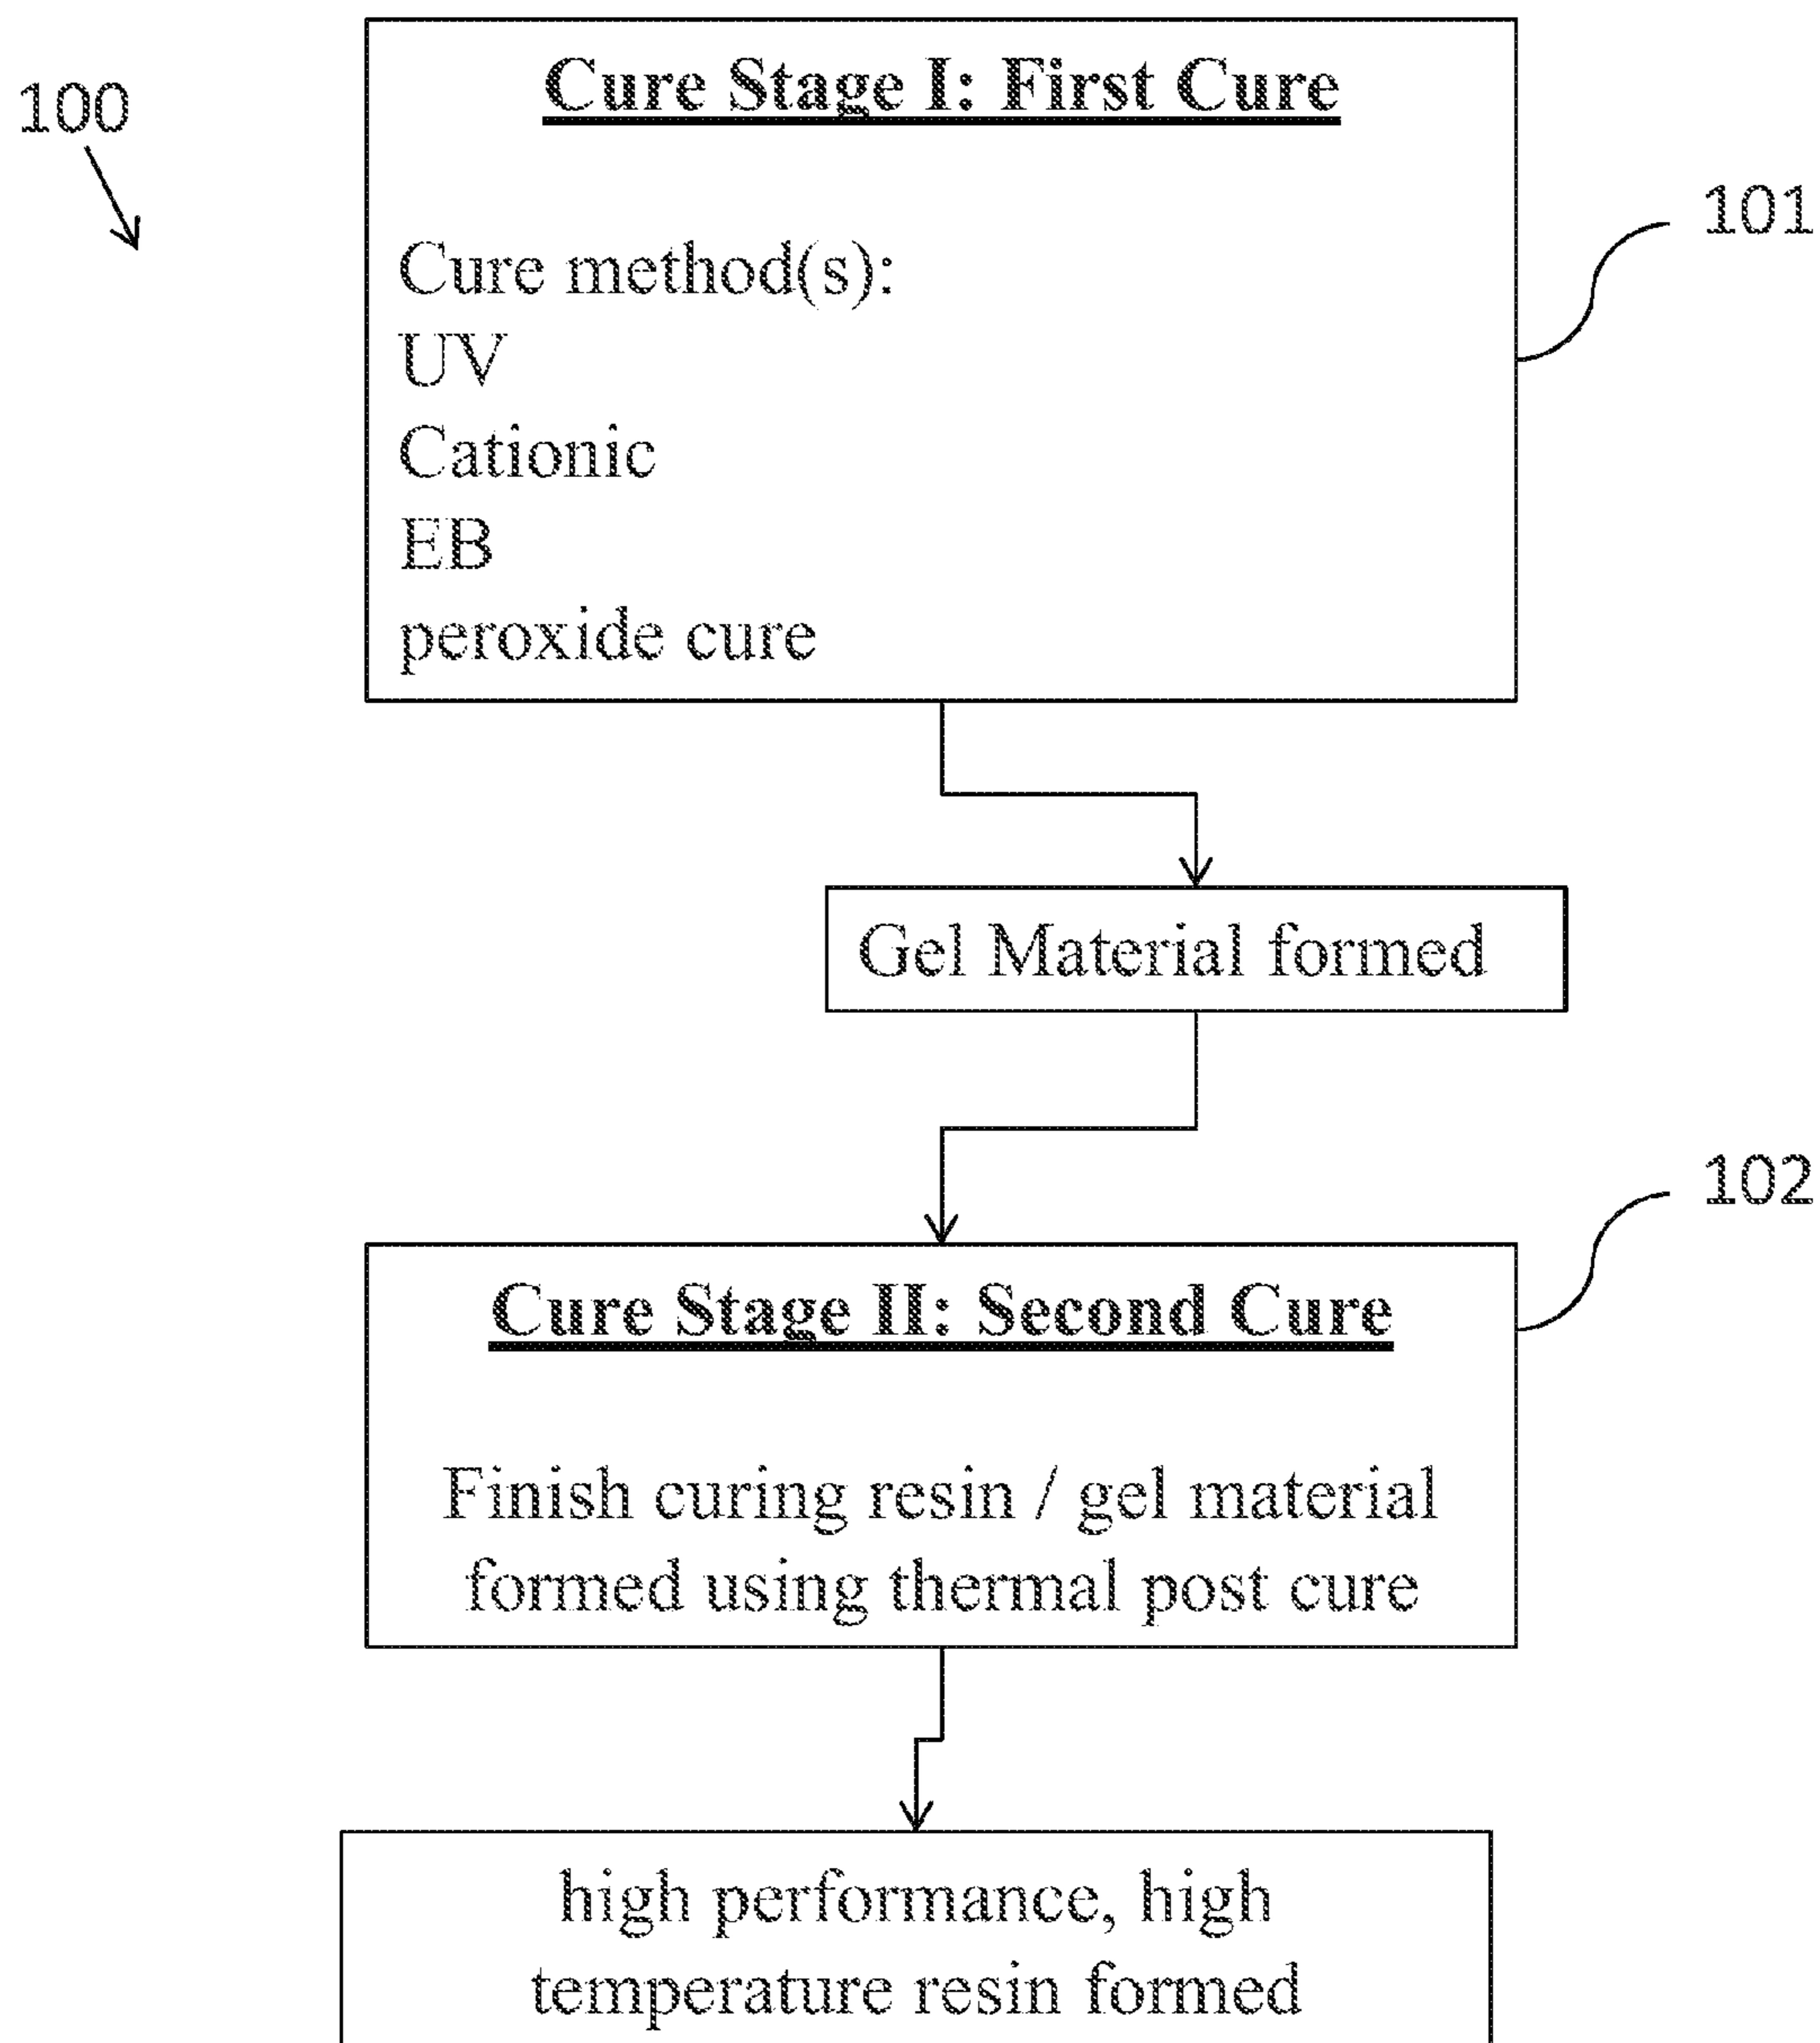 100
Cure Stage I: First Cure
101
Cure method(s):
UV
Cationic
EB
peroxide cure
Gel Material formed
102
Cure Stage II: Second Cure
Finish curing resin / gel material
formed using thermal post cure
high performance, high
temperature resin formed